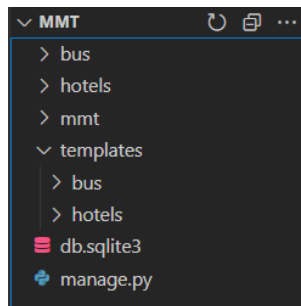 MMT
bus
hotels
mmt
templates
bus
hotels
db.sqlite3
manage.py